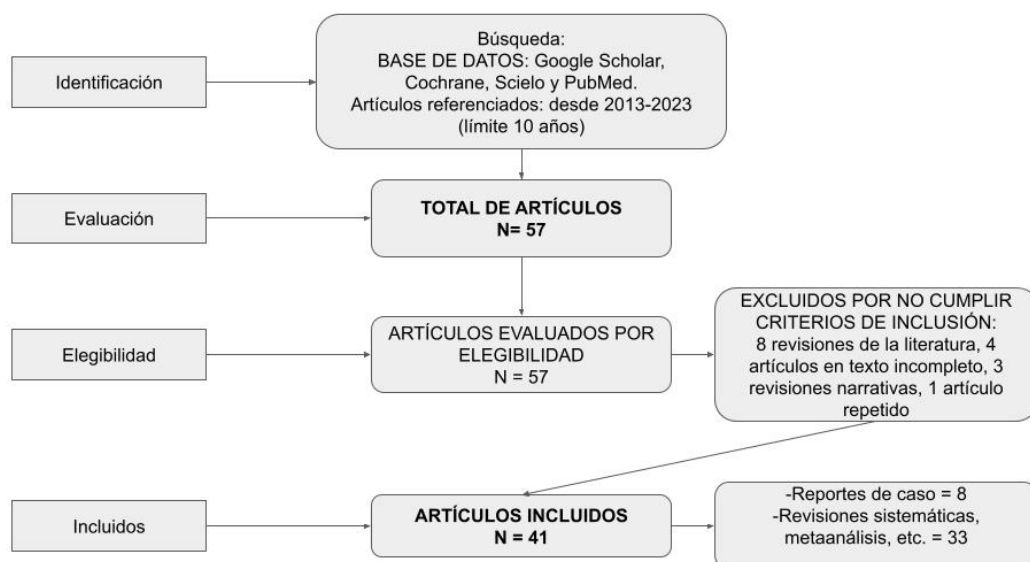 Identificación
Búsqueda:
BASE DE DATOS: Google Scholar,
Cochrane, Scielo y PubMed.
Artículos referenciados: desde 2013-2023
(límite 10 años)
Evaluación
TOTAL DE ARTÍCULOS
N= 57
Elegibilidad
ARTÍCULOS EVALUADOS POR
ELEGIBILIDAD
N = 57
EXCLUIDOS POR NO CUMPLIR
CRITERIOS DE INCLUSIÓN:
8 revisiones de la literatura, 4
artículos en texto incompleto, 3
revisiones narrativas, 1 artículo
repetido
Incluidos
ARTÍCULOS INCLUIDOS
N = 41
-Reportes de caso = 8
-Revisiones sistemáticas,
metaanálisis, etc. = 33